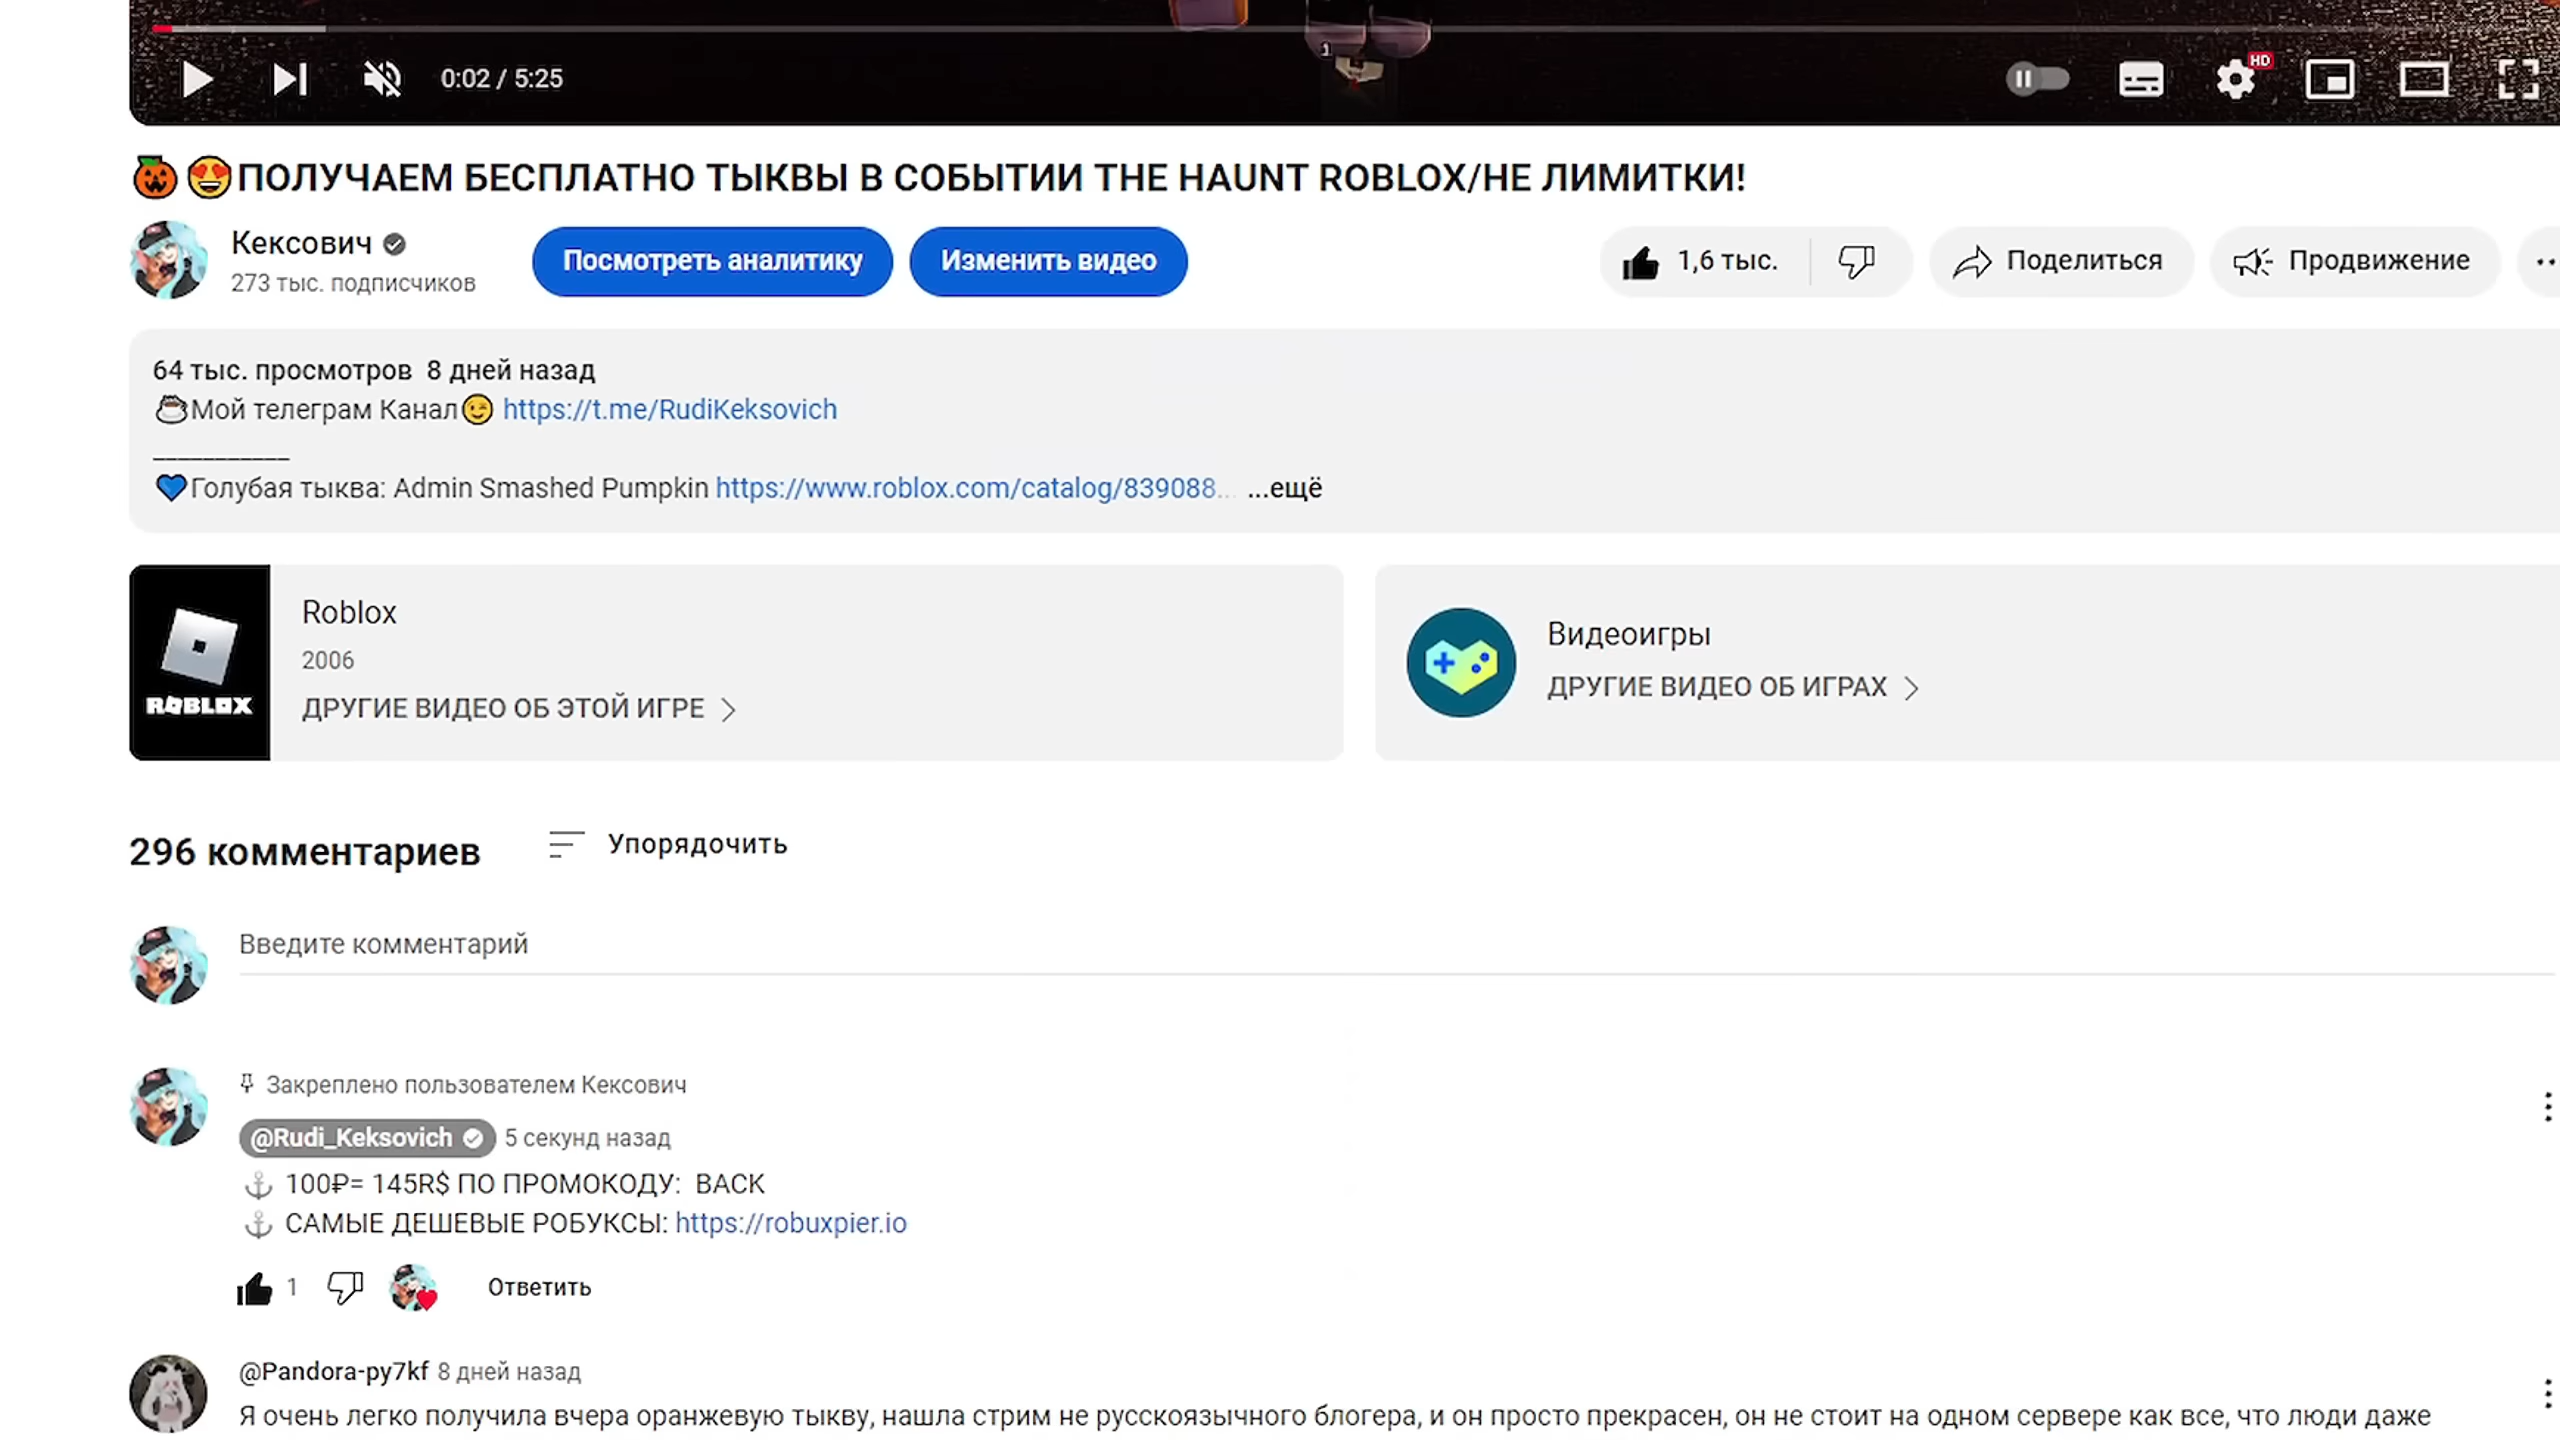 0:02 / 5:25
HD
ПОЛУЧАЕМ БЕСПЛАТНО ТЫКВЫ В СОБЫТИИ THE HAUNT ROBLOX/НЕ ЛИМИТКИ!
Кексович
273 тыс. подписчиков
Посмотреть аналитику
Изменить видео
1,6 тыс.
Поделиться
Продвижение
64 тыс. просмотров 8 дней назад
Мой телеграм Канал😉 https://t.me/RudiKeksovich
___________
💙Голубая тыква: Admin Smashed Pumpkin https://www.roblox.com/catalog/839088... ...ещё
ROBLOX
Roblox
2006
ДРУГИЕ ВИДЕО ОБ ЭТОЙ ИГРЕ
Видеоигры
ДРУГИЕ ВИДЕО ОБ ИГРАХ
296 комментариев
Упорядочить
Введите комментарий
Закреплено пользователем Кексович
@Rudi_Keksovich 5 секунд назад
⚓ 100₽= 145R$ ПО ПРОМОКОДУ: BACK
⚓ САМЫЕ ДЕШЕВЫЕ РОБУКСЫ: https://robuxpier.io
1
Ответить
@Pandora-py7kf 8 дней назад
Я очень легко получила вчера оранжевую тыкву, нашла стрим не русскоязычного блогера, и он просто прекрасен, он не стоит на одном сервере как все, что люди даже